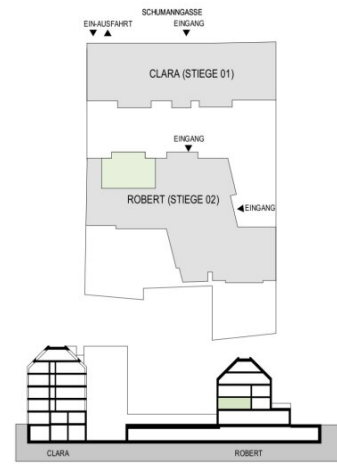 SCHUMANNGASSE
EIN-AUSFAHRT EINGANG
CLARA (STIEGE 01)
EINGANG
ROBERT (STIEGE 02)
EINGANG
CLARA ROBERT